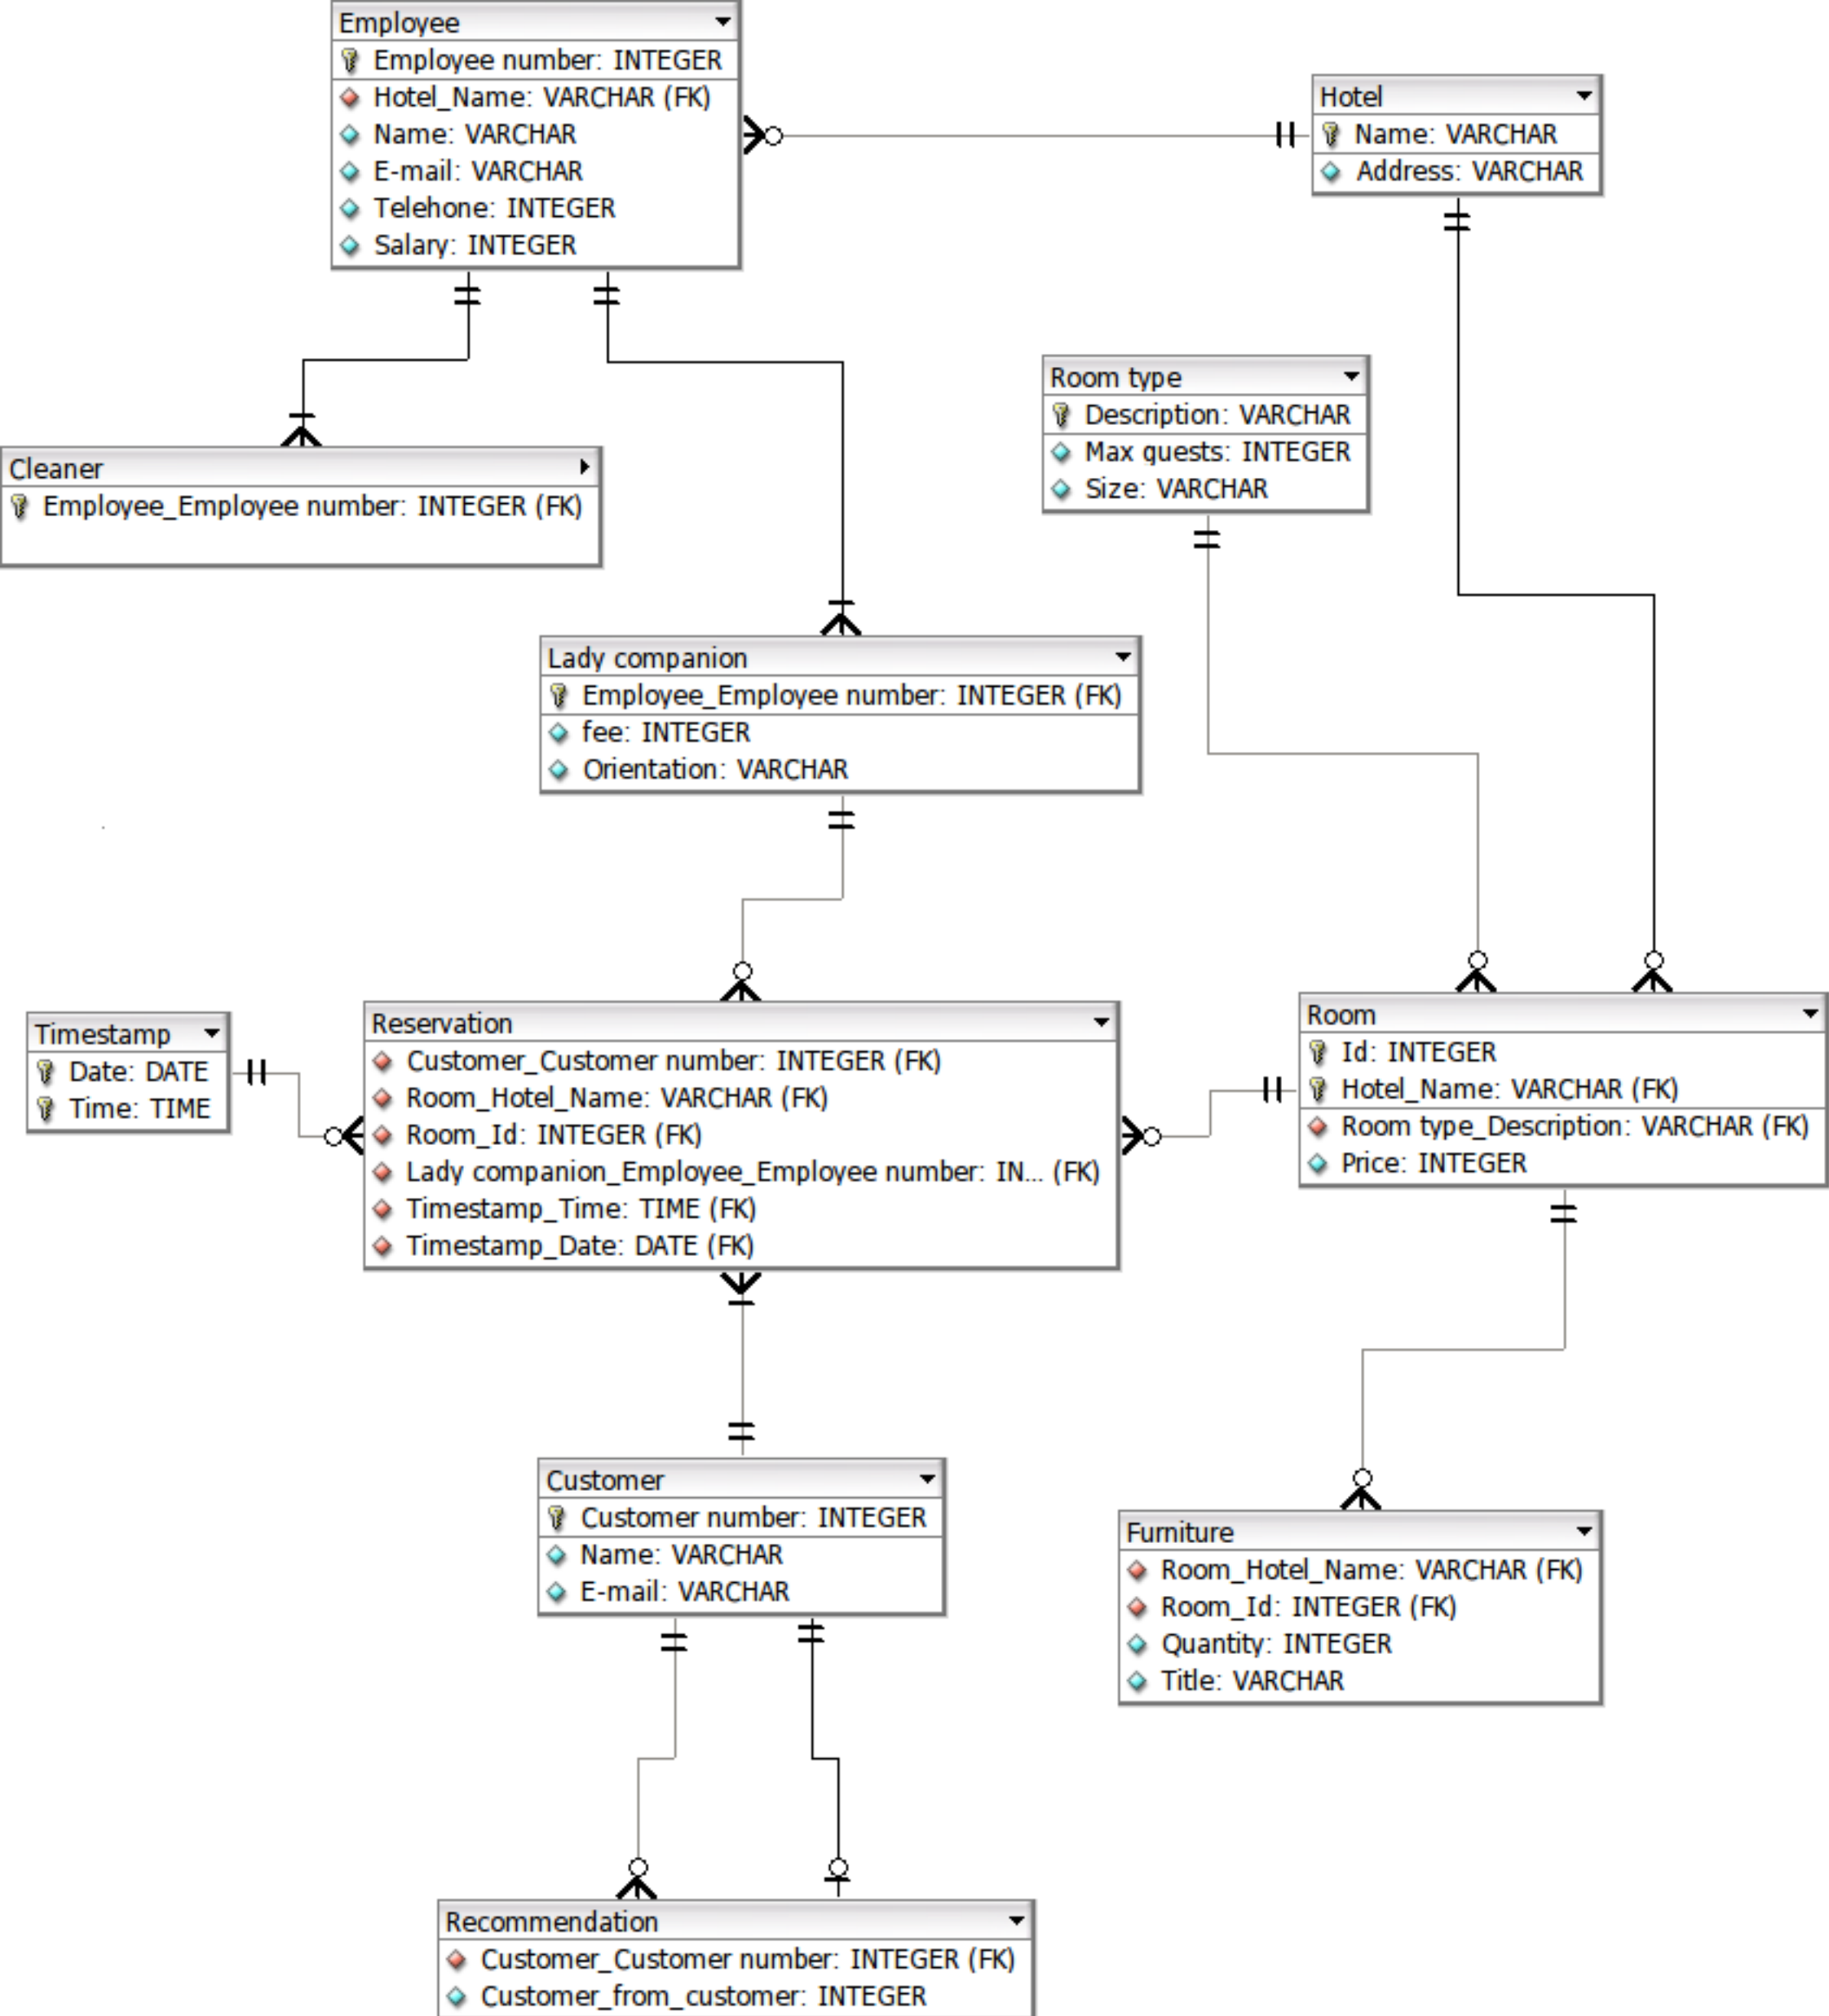 Employee
Employee number: INTEGER
Hotel_Name: VARCHAR (FK)
Name: VARCHAR
E-mail: VARCHAR
Telehone: INTEGER
Salary: INTEGER
Hotel
Name: VARCHAR
Address: VARCHAR
Room type
Description: VARCHAR
Max guests: INTEGER
Size: VARCHAR
Cleaner
Employee_Employee number: INTEGER (FK)
Lady companion
Employee_Employee number: INTEGER (FK)
fee: INTEGER
Orientation: VARCHAR
Timestamp
Date: DATE
Time: TIME
Reservation
Customer_Customer number: INTEGER (FK)
Room_Hotel_Name: VARCHAR (FK)
Room_Id: INTEGER (FK)
Lady companion_Employee_Employee number: IN... (FK)
Timestamp_Time: TIME (FK)
Timestamp_Date: DATE (FK)
Room
Id: INTEGER
Hotel_Name: VARCHAR (FK)
Room type_Description: VARCHAR (FK)
Price: INTEGER
Customer
Customer number: INTEGER
Name: VARCHAR
E-mail: VARCHAR
Furniture
Room_Hotel_Name: VARCHAR (FK)
Room_Id: INTEGER (FK)
Quantity: INTEGER
Title: VARCHAR
Recommendation
Customer_Customer number: INTEGER (FK)
Customer_from_customer: INTEGER